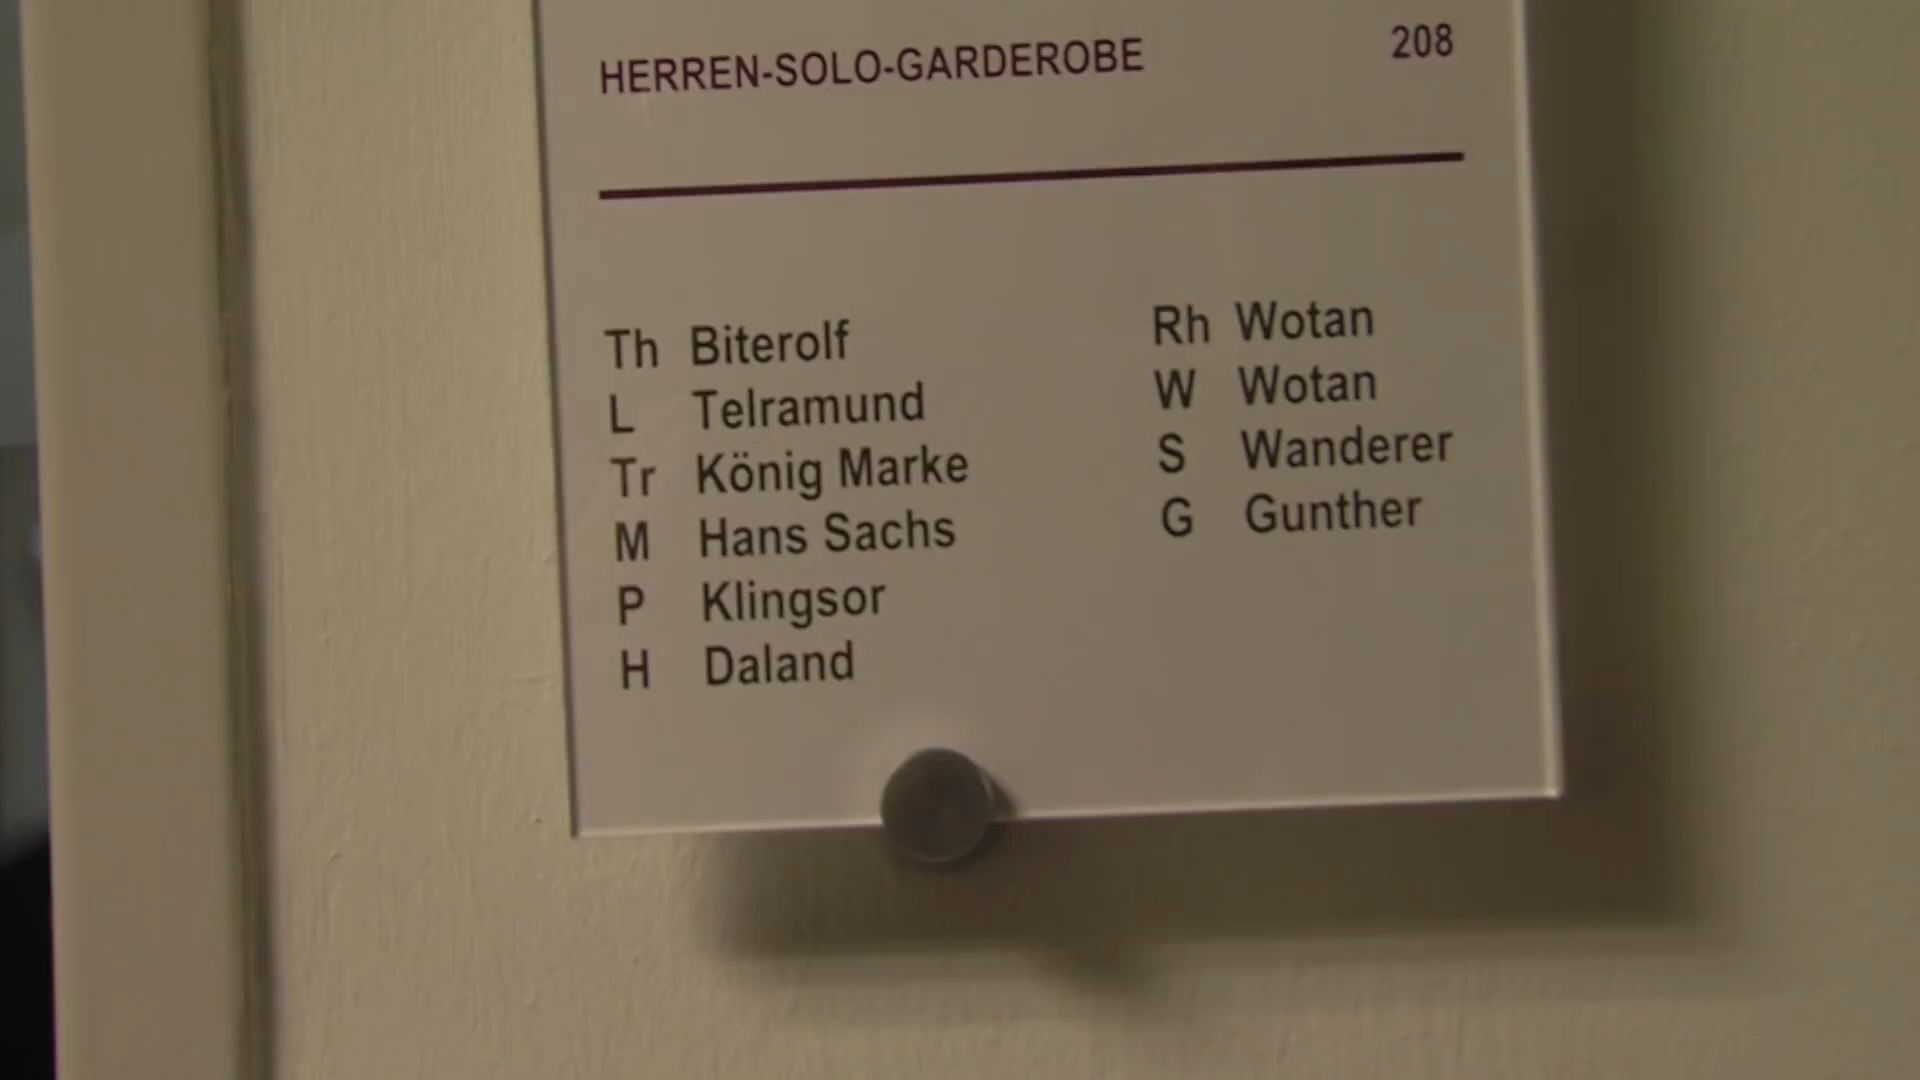 HERREN-SOLO-GARDEROBE 208
Th Biterolf
L Telramund
Tr König Marke
M Hans Sachs
P Klingsor
H Daland
Rh Wotan
W Wotan
S Wanderer
G Gunther